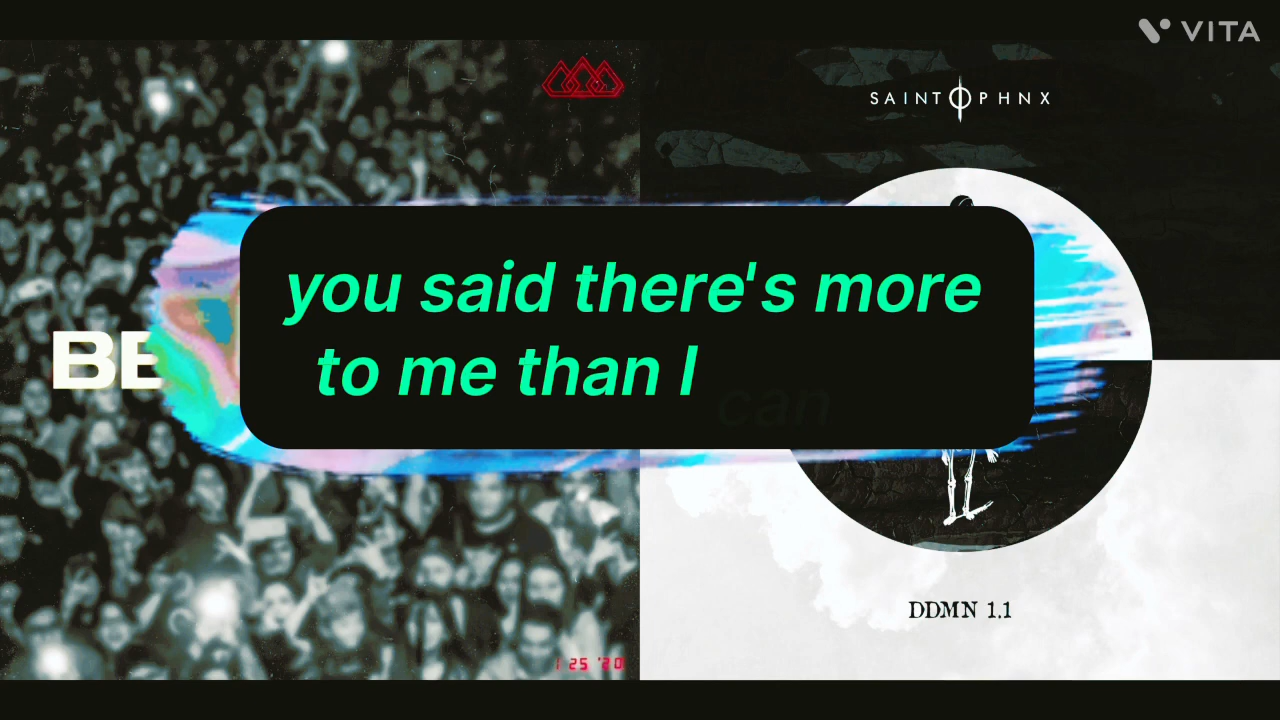 VITA
SAINT PHNX
BE
you said there's more
to me than I
can
DDMN 1.1
1 25 '20